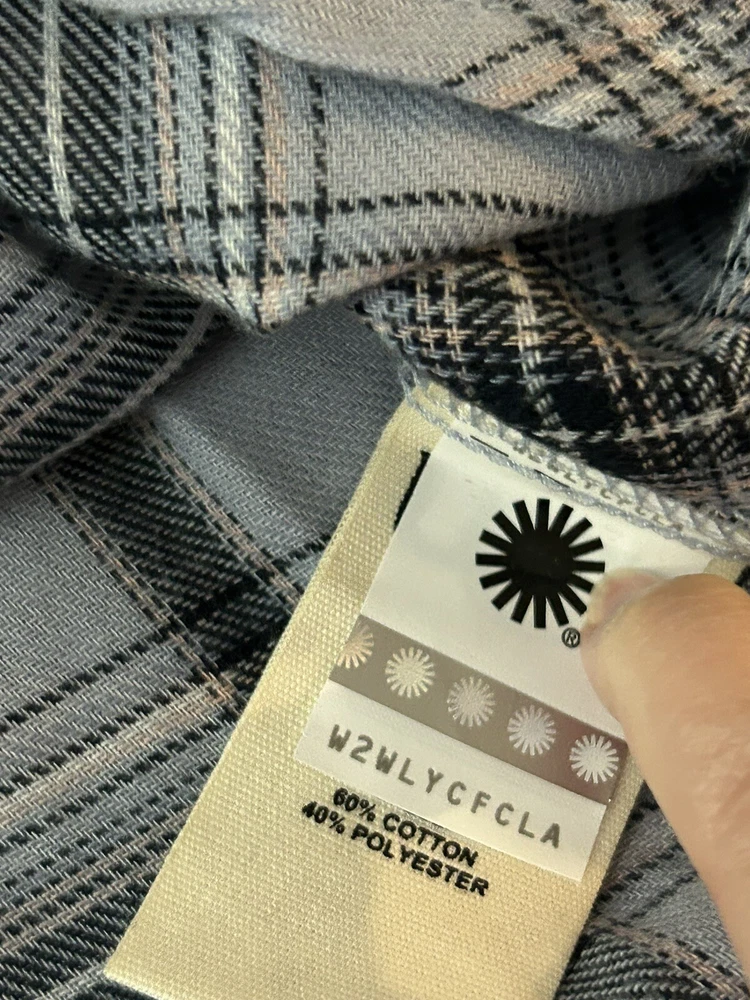 ®
W2WLYCFCLA
60% COTTON
40% POLYESTER